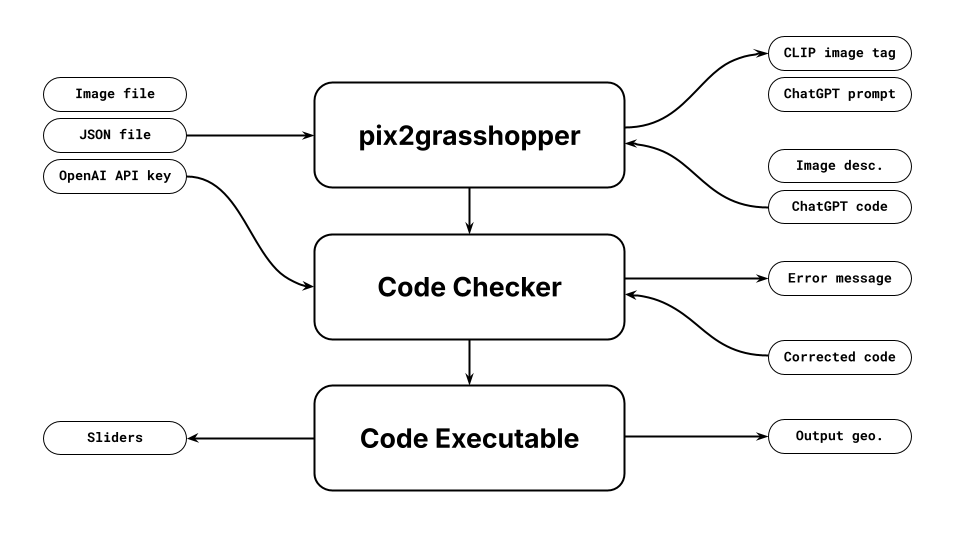 Image file
JSON file
OpenAI API key
pix2grasshopper
CLIP image tag
ChatGPT prompt
Image desc.
ChatGPT code
Code Checker
Error message
Corrected code
Sliders
Code Executable
Output geo.